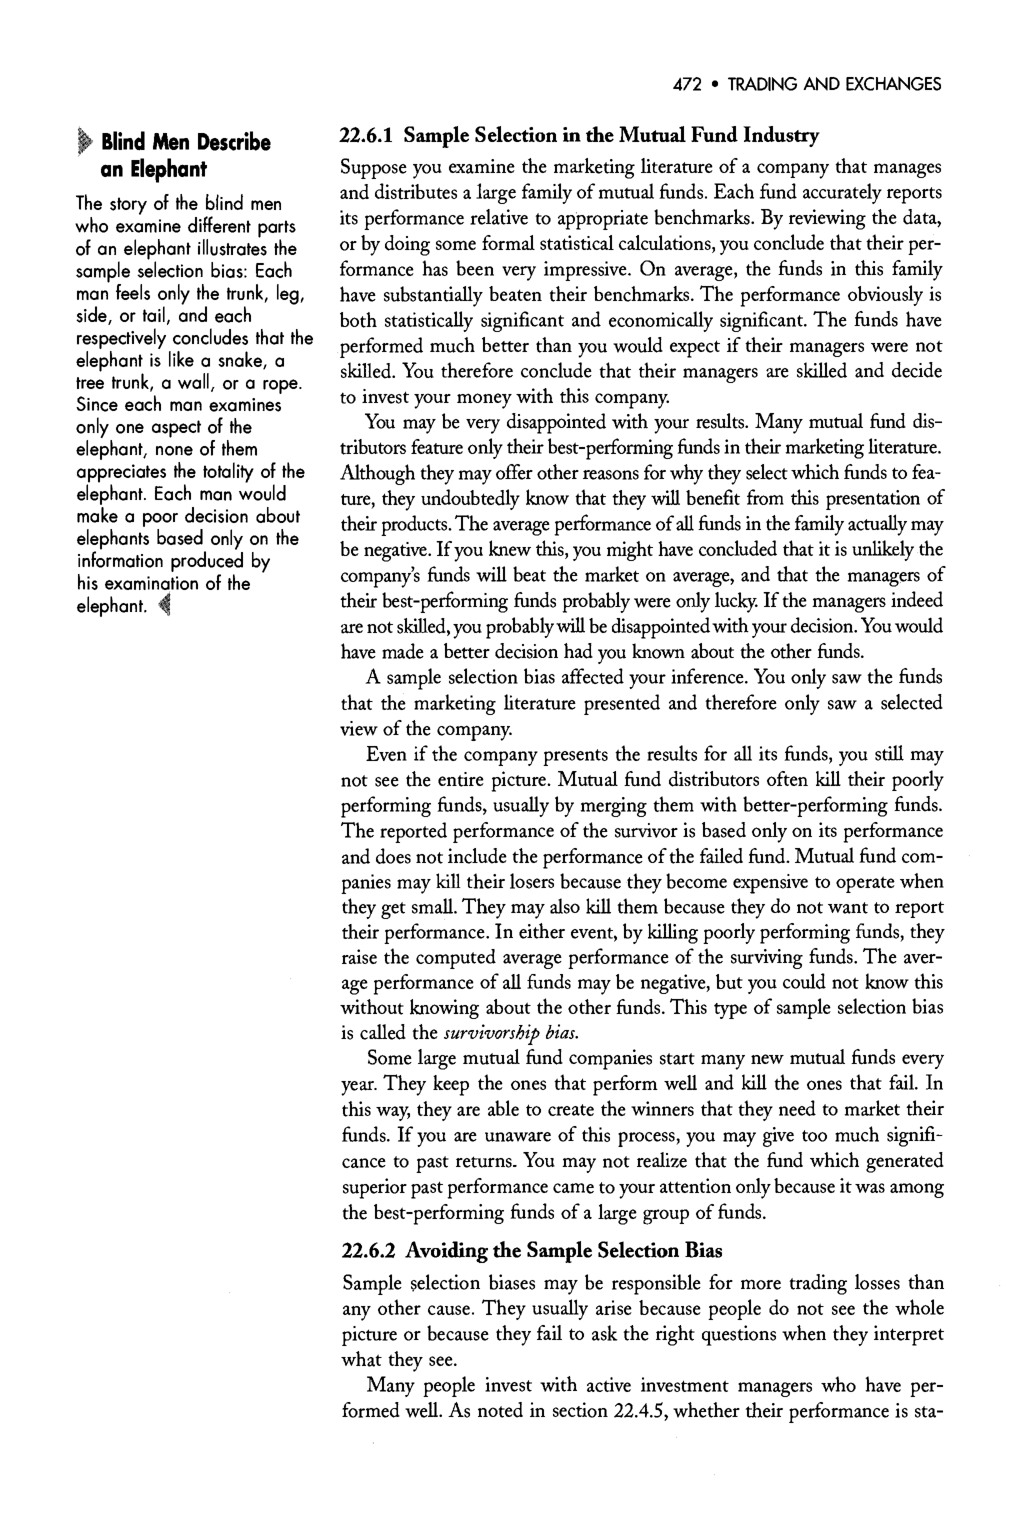 472 • TRADING AND EXCHANGES
Blind Men Describe
an Elephant
The story of the blind men
who examine different parts
of an elephant illustrates the
sample selection bias: Each
man feels only the trunk, leg,
side, or tail, and each
respectively concludes that the
elephant is like a snake, a
tree trunk, a wall, or a rope.
Since each man examines
only one aspect of the
elephant, none of them
appreciates the totality of the
elephant. Each man would
make a poor decision about
elephants based only on the
information produced by
his examination of the
elephant.
22.6.1 Sample Selection in the Mutual Fund Industry
Suppose you examine the marketing literature of a company that manages
and distributes a large family of mutual funds. Each fund accurately reports
its performance relative to appropriate benchmarks. By reviewing the data,
or by doing some formal statistical calculations, you conclude that their per-
formance has been very impressive. On average, the funds in this family
have substantially beaten their benchmarks. The performance obviously is
both statistically significant and economically significant. The funds have
performed much better than you would expect if their managers were not
skilled. You therefore conclude that their managers are skilled and decide
to invest your money with this company.
You may be very disappointed with your results. Many mutual fund dis-
tributors feature only their best-performing funds in their marketing literature.
Although they may offer other reasons for why they select which funds to fea-
ture, they undoubtedly know that they will benefit from this presentation of
their products. The average performance of all funds in the family actually may
be negative. If you knew this, you might have concluded that it is unlikely the
company's funds will beat the market on average, and that the managers of
their best-performing funds probably were only lucky. If the managers indeed
are not skilled, you probably will be disappointed with your decision. You would
have made a better decision had you known about the other funds.
A sample selection bias affected your inference. You only saw the funds
that the marketing literature presented and therefore only saw a selected
view of the company.
Even if the company presents the results for all its funds, you still may
not see the entire picture. Mutual fund distributors often kill their poorly
performing funds, usually by merging them with better-performing funds.
The reported performance of the survivor is based only on its performance
and does not include the performance of the failed fund. Mutual fund com-
panies may kill their losers because they become expensive to operate when
they get small. They may also kill them because they do not want to report
their performance. In either event, by killing poorly performing funds, they
raise the computed average performance of the surviving funds. The aver-
age performance of all funds may be negative, but you could not know this
without knowing about the other funds. This type of sample selection bias
is called the survivorship bias.
Some large mutual fund companies start many new mutual funds every
year. They keep the ones that perform well and kill the ones that fail. In
this way, they are able to create the winners that they need to market their
funds. If you are unaware of this process, you may give too much signifi-
cance to past returns. You may not realize that the fund which generated
superior past performance came to your attention only because it was among
the best-performing funds of a large group of funds.
22.6.2 Avoiding the Sample Selection Bias
Sample selection biases may be responsible for more trading losses than
any other cause. They usually arise because people do not see the whole
picture or because they fail to ask the right questions when they interpret
what they see.
Many people invest with active investment managers who have per-
formed well. As noted in section 22.4.5, whether their performance is sta-